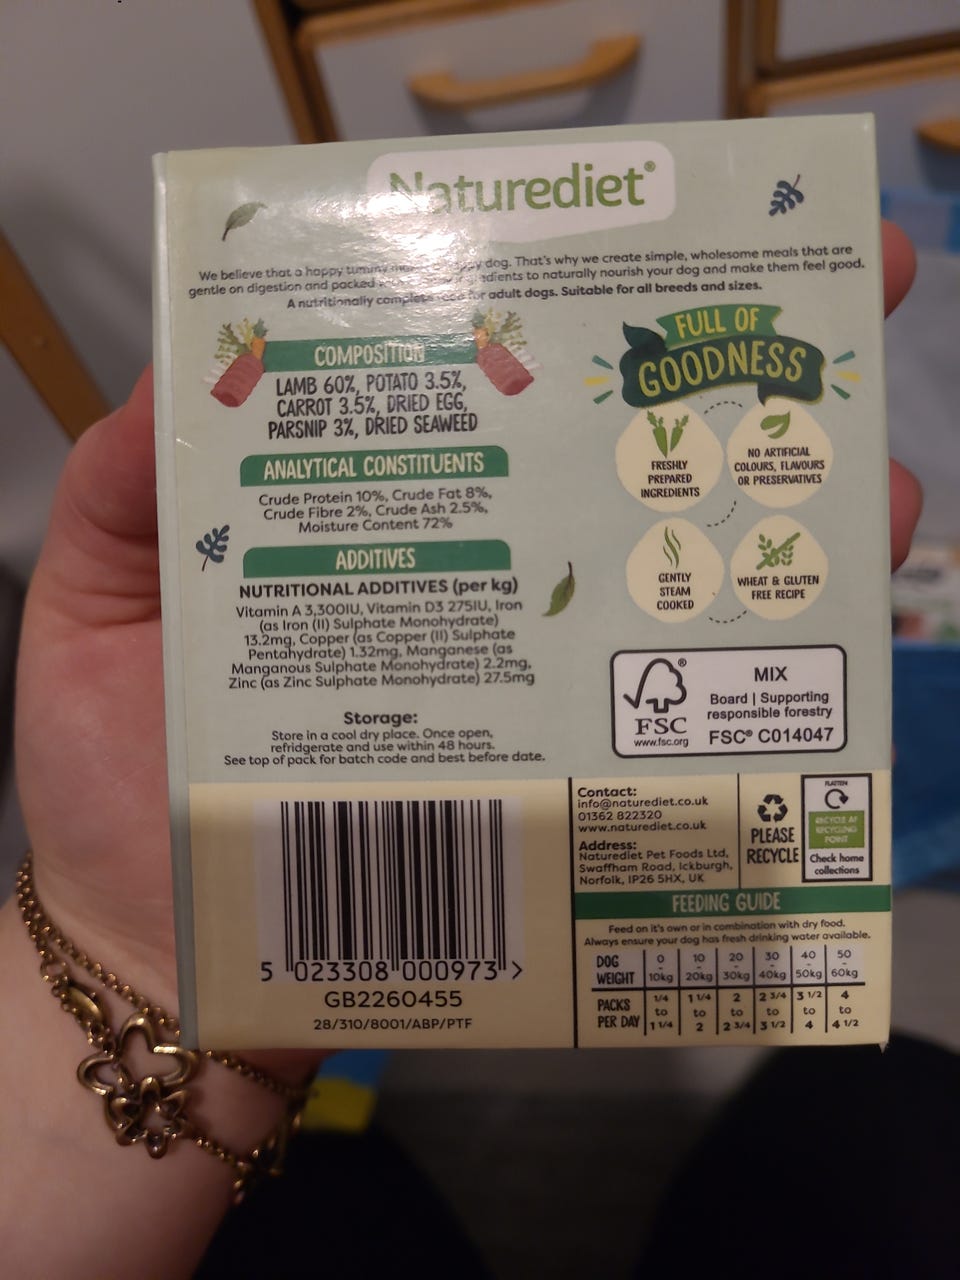 Naturediet®
We believe that a happy tummy dog. That's why we create simple, wholesome meals that are
gentle on digestion and packed to naturally nourish your dog and make them feel good.
A nutritionally complete for adult dogs. Suitable for all breeds and sizes.
COMPOSITION
LAMB 60%, POTATO 3.5%,
CARROT 3.5%, DRIED EGG,
PARSNIP 3%, DRIED SEAWEED
ANALYTICAL CONSTITUENTS
Crude Protein 10%, Crude Fat 8%,
Crude Fibre 2%, Crude Ash 2.5%,
Moisture Content 72%
ADDITIVES
NUTRITIONAL ADDITIVES (per kg)
Vitamin A 3,300IU, Vitamin D3 275IU, Iron
(as Iron (II) Sulphate Monohydrate)
13.2mg, Copper (as Copper (II) Sulphate
Pentahydrate) 1.32mg, Manganese (as
Manganous Sulphate Monohydrate) 2.2mg,
Zinc (as Zinc Sulphate Monohydrate) 27.5mg
Storage:
Store in a cool dry place. Once open,
refridgerate and use within 48 hours.
See top of pack for batch code and best before date.
FULL OF
GOODNESS
FRESHLY
PREPARED
INGREDIENTS
NO ARTIFICIAL
COLOURS, FLAVOURS
OR PRESERVATIVES
GENTLY
STEAM
COOKED
WHEAT & GLUTEN
FREE RECIPE
FSC
®
www.fsc.org
MIX
Board | Supporting
responsible forestry
FSC® C014047
5 023308 000973 >
GB2260455
28/310/8001/ABP/PTF
Contact:
info@naturediet.co.uk
01362 822320
www.naturediet.co.uk
Address:
Naturediet Pet Foods Ltd,
Swaffham Road, Ickburgh,
Norfolk, IP26 5HX, UK
PLEASE
RECYCLE
FLATTEN
RECYCLE AT
RECYCLING
POINT
Check home
collections
FEEDING GUIDE
Feed on it's own or in combination with dry food.
Always ensure your dog has fresh drinking water available.
DOG WEIGHT 0 - 10kg 10 - 20kg 20 - 30kg 30 - 40kg 40 - 50kg 50 - 60kg
PACKS PER DAY 1/4 to 1 1/4 1 1/4 to 2 2 to 2 3/4 2 3/4 to 3 1/2 3 1/2 to 4 4 to 4 1/2